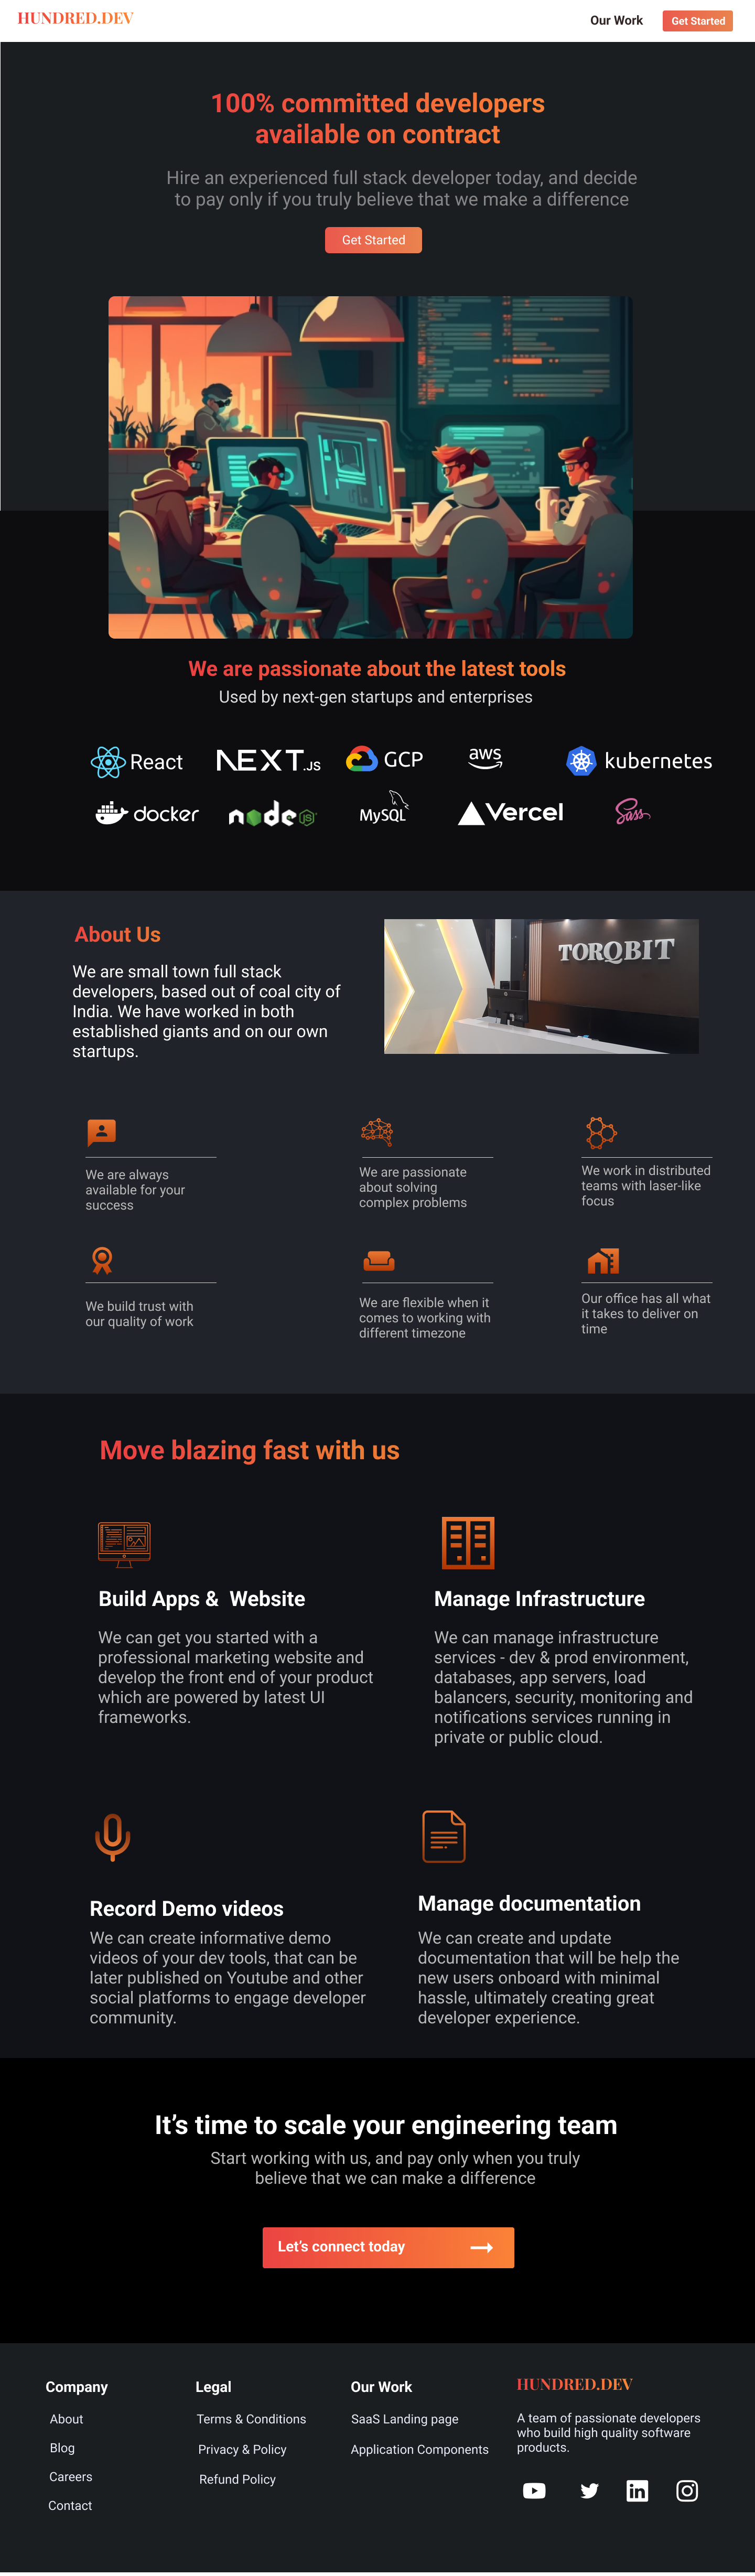 HUNDRED.DEV
Our Work
Get Started
100% committed developers
available on contract
Hire an experienced full stack developer today, and decide
to pay only if you truly believe that we make a difference
Get Started
We are passionate about the latest tools
Used by next-gen startups and enterprises
React
NEXT.JS
GCP
aws
kubernetes
docker
node JS
MySQL
Vercel
Sass
About Us
We are small town full stack
developers, based out of coal city of
India. We have worked in both
established giants and on our own
startups.
TORQBIT
We are always
available for your
success
We are passionate
about solving
complex problems
We work in distributed
teams with laser-like
focus
We build trust with
our quality of work
We are flexible when it
comes to working with
different timezone
Our office has all what
it takes to deliver on
time
Move blazing fast with us
Build Apps &  Website
We can get you started with a
professional marketing website and
develop the front end of your product
which are powered by latest UI
frameworks.
Manage Infrastructure
We can manage infrastructure
services - dev & prod environment,
databases, app servers, load
balancers, security, monitoring and
notifications services running in
private or public cloud.
Record Demo videos
We can create informative demo
videos of your dev tools, that can be
later published on Youtube and other
social platforms to engage developer
community.
Manage documentation
We can create and update
documentation that will be help the
new users onboard with minimal
hassle, ultimately creating great
developer experience.
It’s time to scale your engineering team
Start working with us, and pay only when you truly
believe that we can make a difference
Let’s connect today
Company
About
Blog
Careers
Contact
Legal
Terms & Conditions
Privacy & Policy
Refund Policy
Our Work
SaaS Landing page
Application Components
HUNDRED.DEV
A team of passionate developers
who build high quality software
products.
in